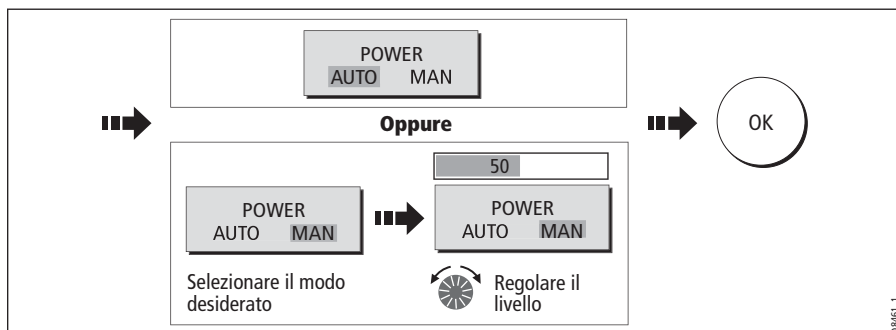 POWER
AUTO MAN
Oppure
OK
50
POWER
AUTO MAN
POWER
AUTO MAN
Selezionare il modo
desiderato
Regolare il
livello